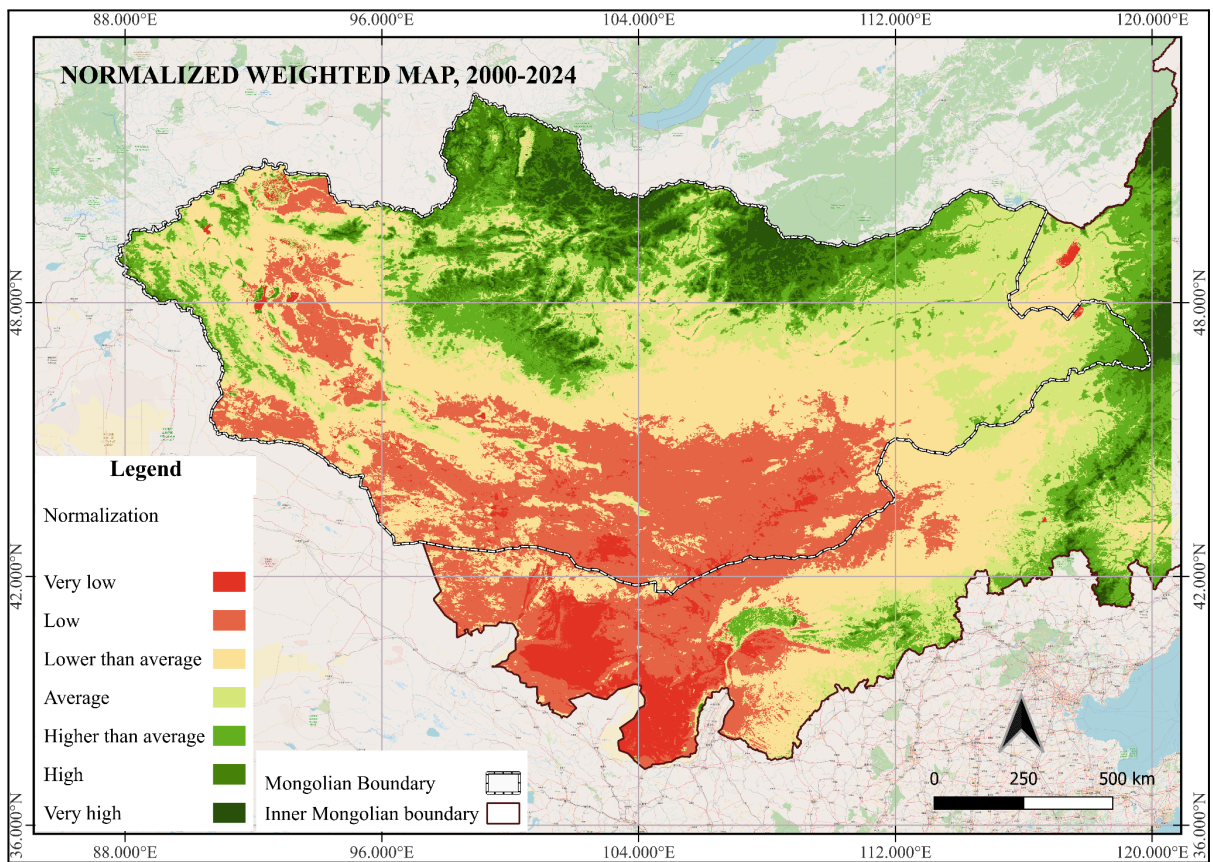 88.000°E 96.000°E 104.000°E 112.000°E 120.000°E
NORMALIZED WEIGHTED MAP, 2000-2024
48.000°N 48.000°N
Legend
Normalization
42.000°N 42.000°N
Very low
Low
Lower than average
Average
Higher than average
High
Very high
Mongolian Boundary
Inner Mongolian boundary
0 250 500 km
36.000°N 36.000°N
88.000°E 96.000°E 104.000°E 112.000°E 120.000°E